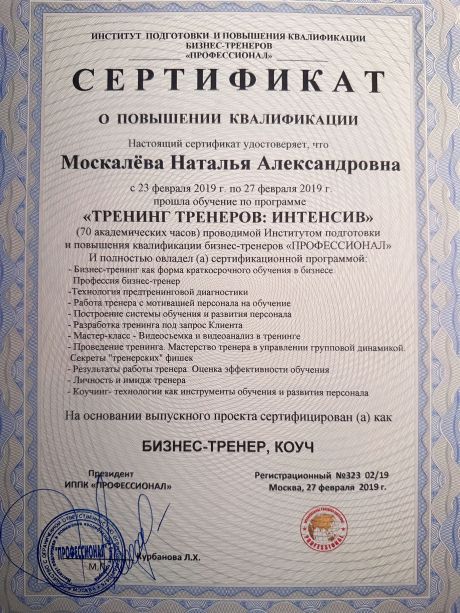 ИНСТИТУТ ПОДГОТОВКИ И ПОВЫШЕНИЯ КВАЛИФИКАЦИИ
БИЗНЕС-ТРЕНЕРОВ
«ПРОФЕССИОНАЛ»
СЕРТИФИКАТ
О ПОВЫШЕНИИ КВАЛИФИКАЦИИ
Настоящий сертификат удостоверяет, что
Москалёва Наталья Александровна
с 23 февраля 2019 г. по 27 февраля 2019 г.
прошла обучение по программе
«ТРЕНИНГ ТРЕНЕРОВ: ИНТЕНСИВ»
(70 академических часов) проводимой Институтом подготовки
и повышения квалификации бизнес-тренеров «ПРОФЕССИОНАЛ»
И полностью овладел (а) сертификационной программой:
- Бизнес-тренинг как форма краткосрочного обучения в бизнесе
Профессия бизнес-тренер
-Технология предтренинговой диагностики
- Работа тренера с мотивацией персонала на обучение
- Построение системы обучения и развития персонала
- Разработка тренинга под запрос Клиента
- Мастер-класс - Видеосъемка и видеоанализ в тренинге
- Проведение тренинга. Мастерство тренера в управлении групповой динамикой.
Секреты "тренерских" фишек
- Результаты работы тренера. Оценка эффективности обучения
- Личность и имидж тренера
- Коучинг- технологии как инструменты обучения и развития персонала
На основании выпускного проекта сертифицирован (а) как
БИЗНЕС-ТРЕНЕР, КОУЧ
Президент
ИППК «ПРОФЕССИОНАЛ»
Регистрационный №323 02/19
Москва, 27 февраля 2019 г.
"ПРОФЕССИОНАЛ"
PROFESSIONAL
Курбанова Л.Х.
М.П.